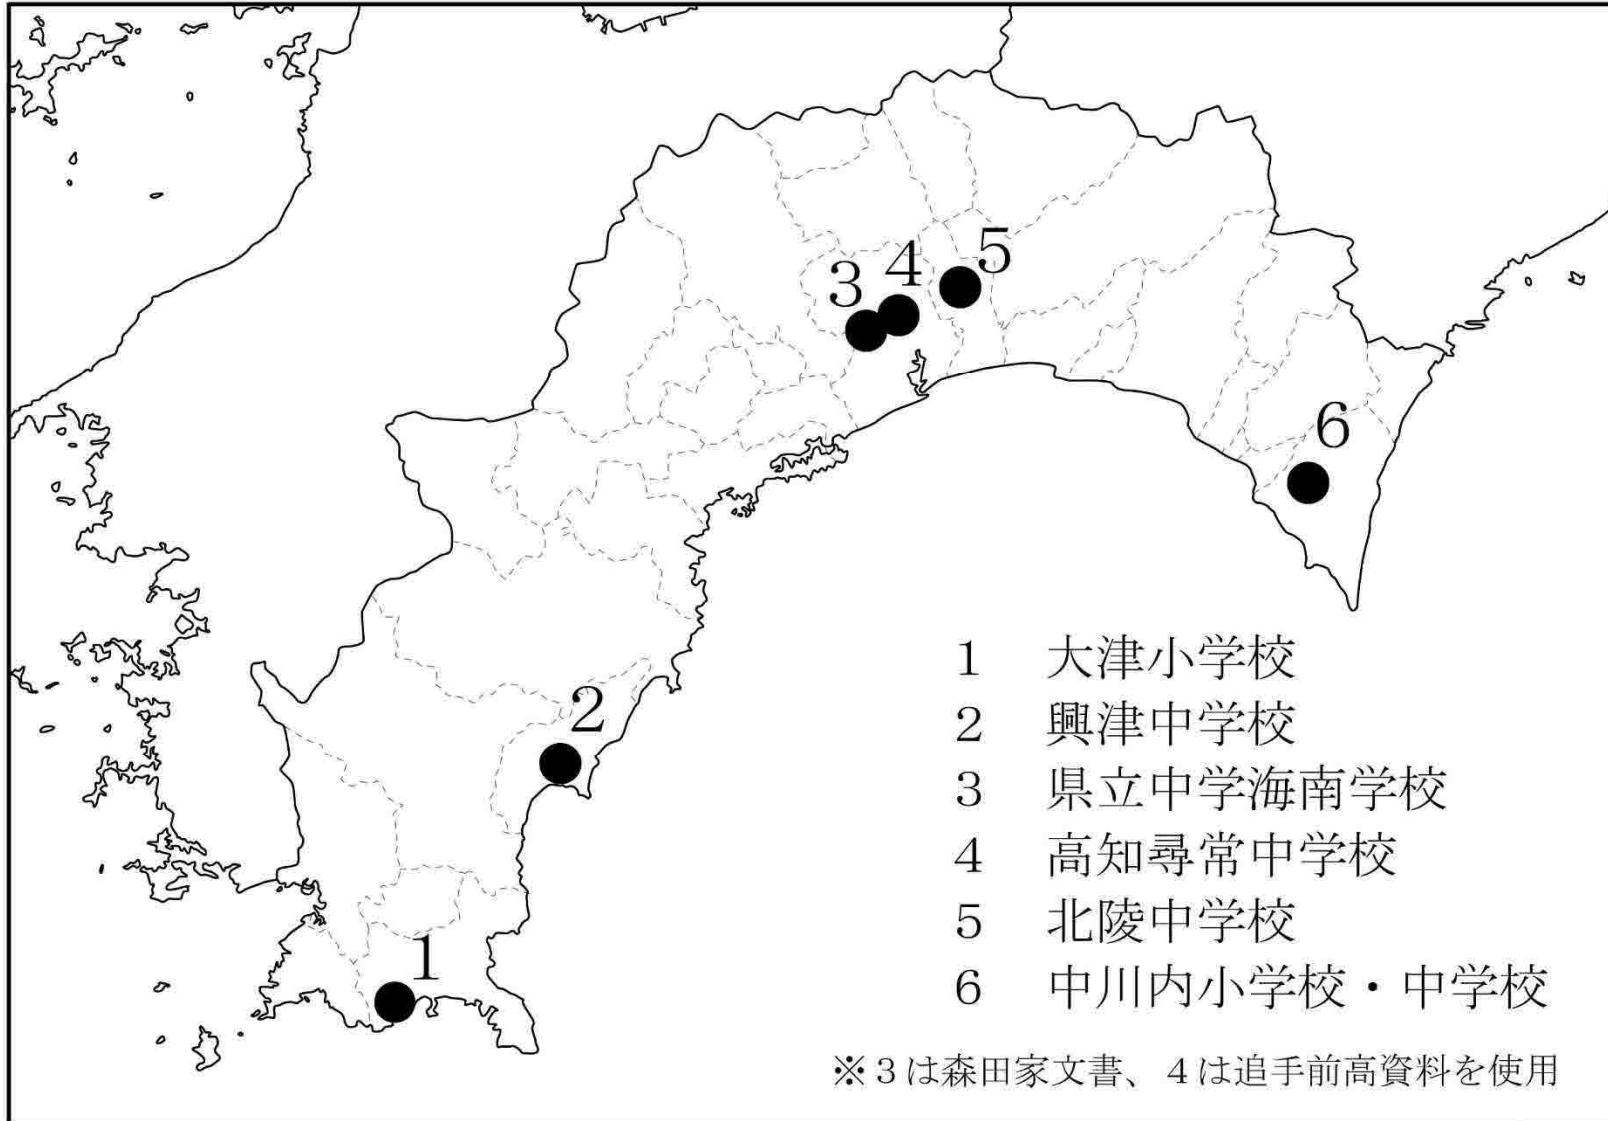 5
4
3
6
2
1
1 大津小学校
2 興津中学校
3 県立中学海南学校
4 高知尋常中学校
5 北陵中学校
6 中川内小学校・中学校
※3は森田家文書、4は追手前高資料を使用